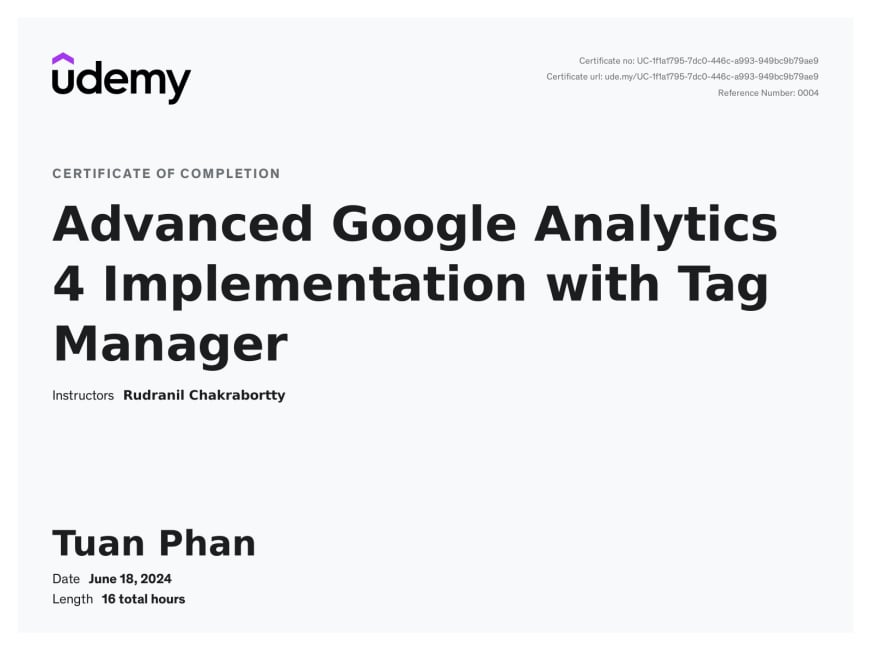 udemy
Certificate no: UC-1f1a1795-7dc0-446c-a993-949bc9b79ae9
Certificate url: ude.my/UC-1f1a1795-7dc0-446c-a993-949bc9b79ae9
Reference Number: 0004
CERTIFICATE OF COMPLETION
Advanced Google Analytics
4 Implementation with Tag
Manager
Instructors Rudranil Chakrabortty
Tuan Phan
Date June 18, 2024
Length 16 total hours